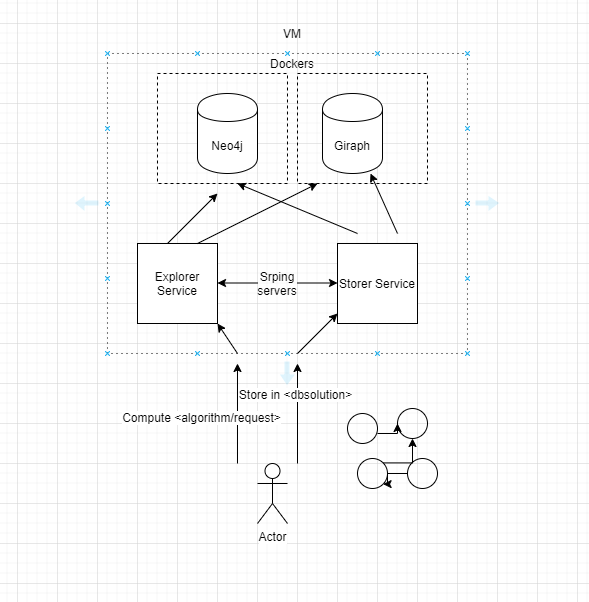 VM
Dockers
Neo4j
Giraph
Explorer
Service
Srping
servers
Storer Service
Store in <dbsolution>
Compute <algorithm/request>
Actor